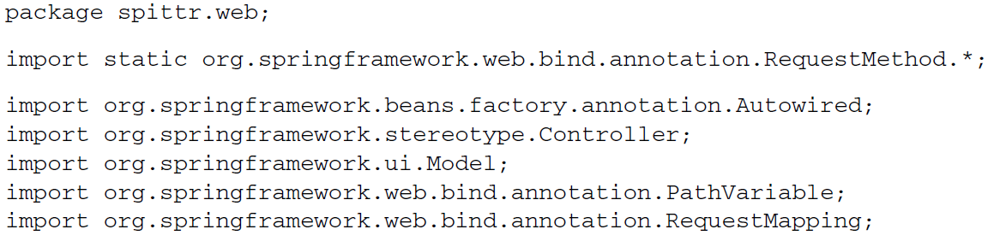 package spittr.web;
import static org.springframework.web.bind.annotation.RequestMethod.*;
import org.springframework.beans.factory.annotation.Autowired;
import org.springframework.stereotype.Controller;
import org.springframework.ui.Model;
import org.springframework.web.bind.annotation.PathVariable;
import org.springframework.web.bind.annotation.RequestMapping;